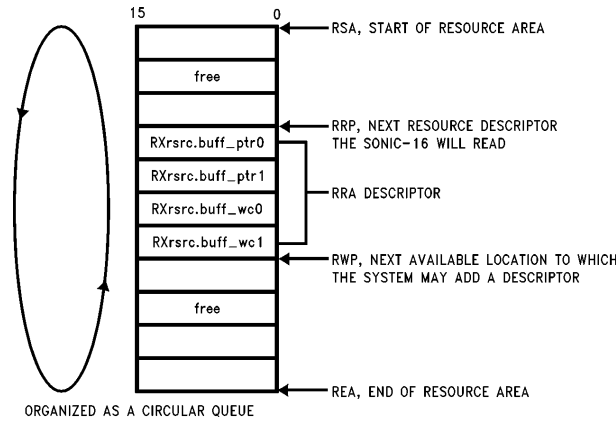 15 0
RSA, START OF RESOURCE AREA
free
RRP, NEXT RESOURCE DESCRIPTOR
THE SONIC-16 WILL READ
RXrsrc.buff_ptr0
RXrsrc.buff_ptr1
RRA DESCRIPTOR
RXrsrc.buff_wc0
RXrsrc.buff_wc1
RWP, NEXT AVAILABLE LOCATION TO WHICH
THE SYSTEM MAY ADD A DESCRIPTOR
free
REA, END OF RESOURCE AREA
ORGANIZED AS A CIRCULAR QUEUE